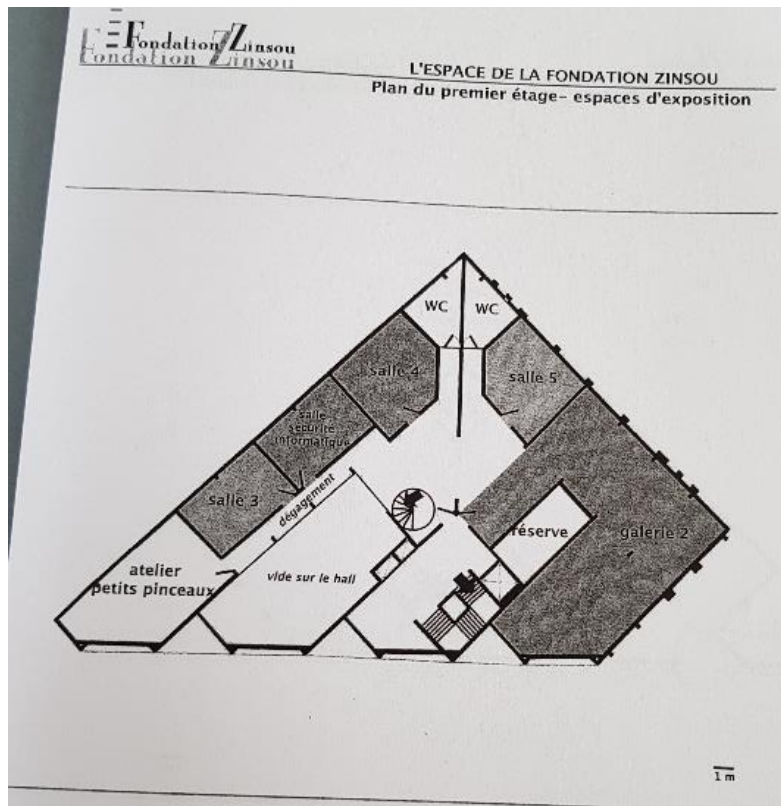 Fondation Zinsou
Fondation Zinsou
L'ESPACE DE LA FONDATION ZINSOU
Plan du premier étage- espaces d'exposition
WC
WC
salle 4
salle 5
salle
sécurité
informatique
salle 3
dégagement
réserve
galerie 2
atelier
petits pinceaux
vide sur le hall
1 m